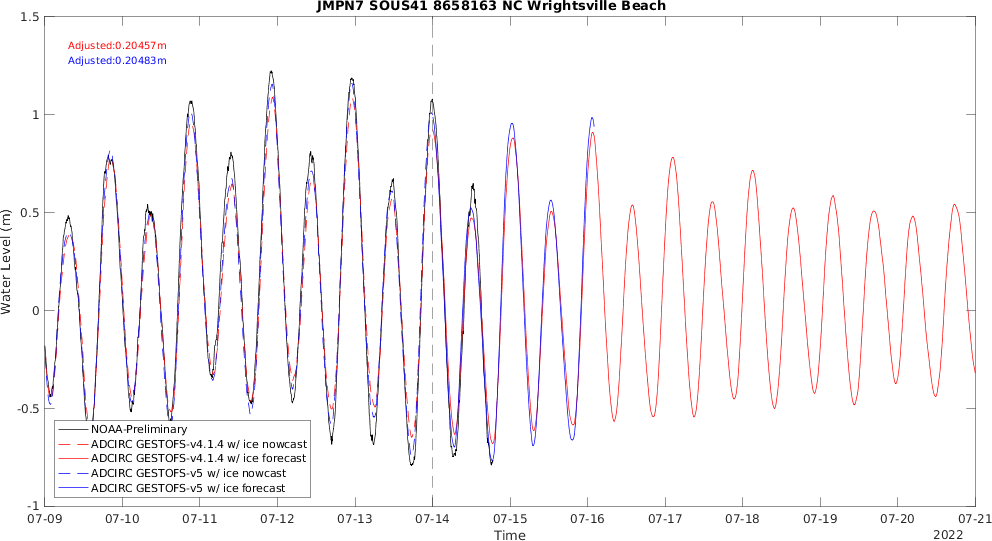 JMPN7 SOUS41 8658163 NC Wrightsville Beach
Adjusted:0.20457m
Adjusted:0.20483m
1.5
1
0.5
0
-0.5
-1
Water Level (m)
NOAA-Preliminary
ADCIRC GESTOFS-v4.1.4 w/ ice nowcast
ADCIRC GESTOFS-v4.1.4 w/ ice forecast
ADCIRC GESTOFS-v5 w/ ice nowcast
ADCIRC GESTOFS-v5 w/ ice forecast
07-09 07-10 07-11 07-12 07-13 07-14 07-15 07-16 07-17 07-18 07-19 07-20 07-21
Time
2022